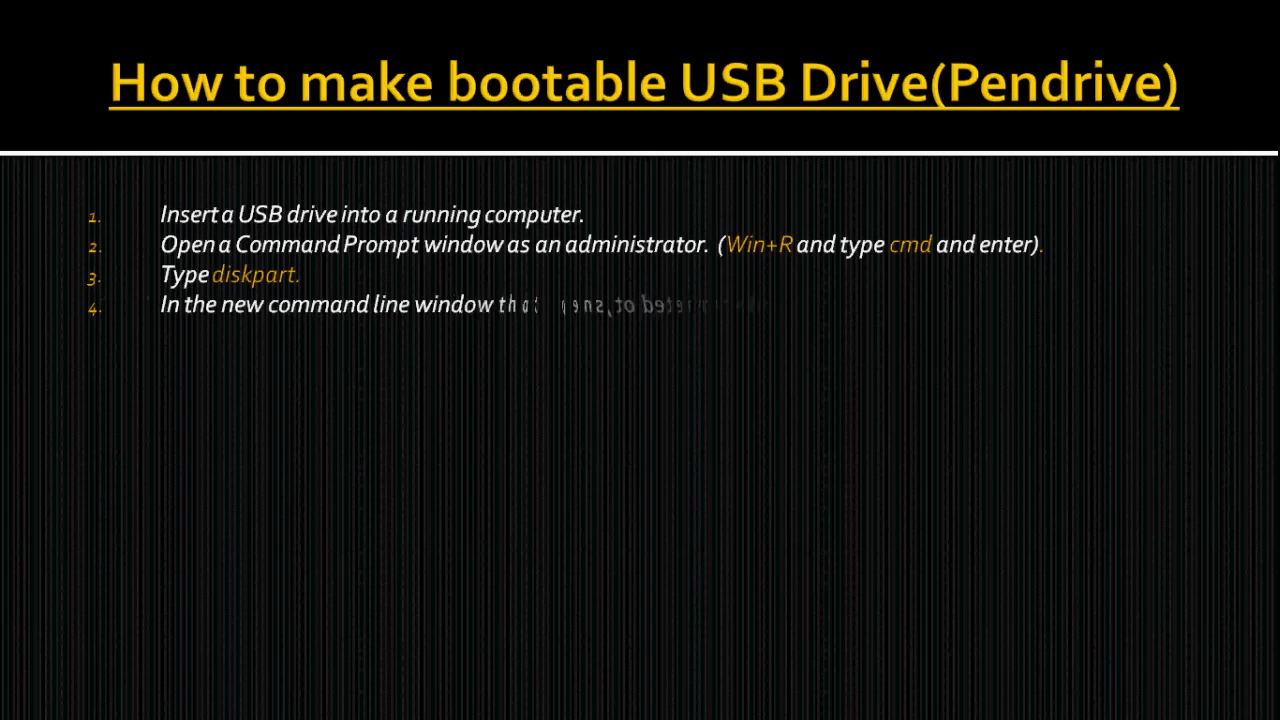 How to make bootable USB Drive(Pendrive)
1. Insert a USB drive into a running computer.
2. Open a Command Prompt window as an administrator. (Win+R and type cmd and enter).
3. Type diskpart.
4. In the new command line window that